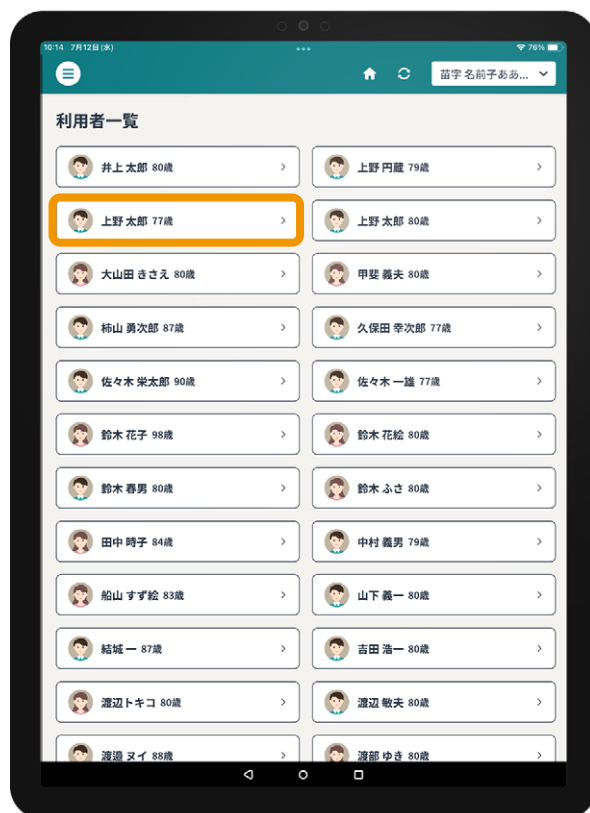 10:14 7月12日(水)
76%
苗字 名前子ああ...
利用者一覧
井上 太郎 80歳
上野 円蔵 79歳
上野 太郎 77歳
上野 太郎 80歳
大山田 きさえ 80歳
甲斐 義夫 80歳
柿山 勇次郎 87歳
久保田 幸次郎 77歳
佐々木 栄太郎 90歳
佐々木 一雄 77歳
鈴木 花子 98歳
鈴木 花絵 80歳
鈴木 春男 80歳
鈴木 ふさ 80歳
田中 時子 84歳
中村 義男 79歳
船山 すず絵 83歳
山下 義一 80歳
結城 一 87歳
吉田 浩一 80歳
渡辺 トキコ 80歳
渡辺 敏夫 80歳
渡邉 ヌイ 88歳
渡部 ゆき 80歳